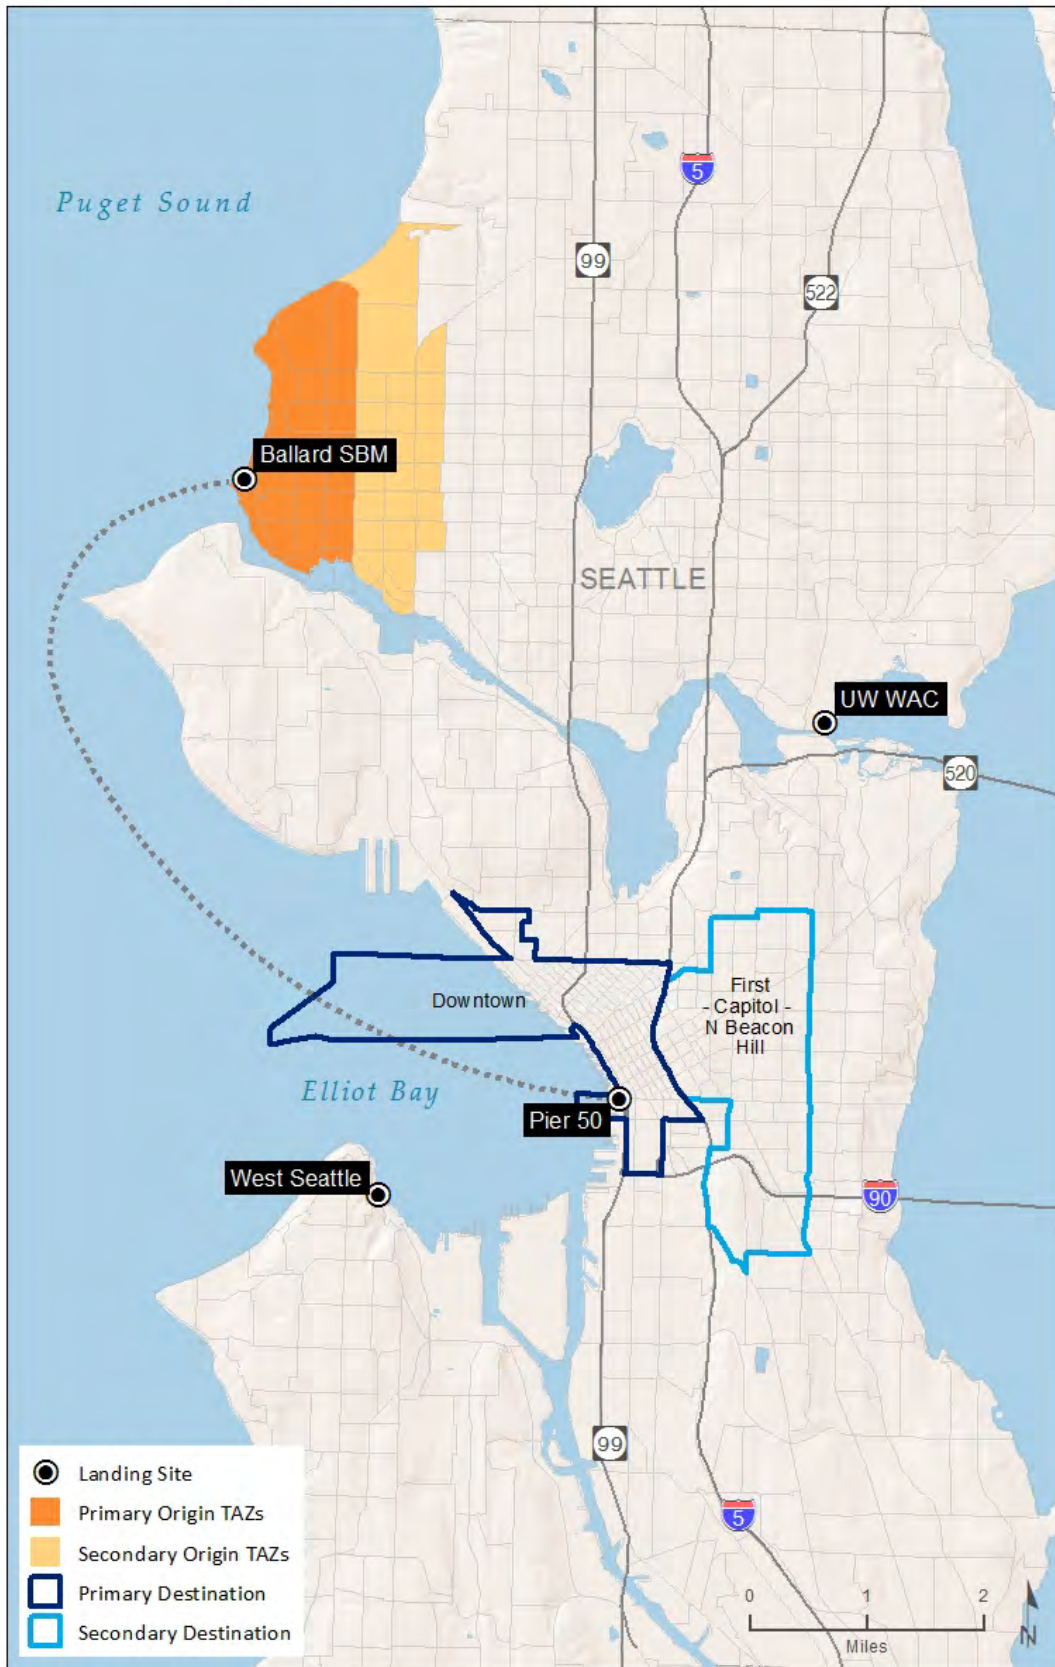 5
Puget Sound
99
522
Ballard SBM
SEATTLE
UW WAC
520
First
- Capitol -
N Beacon
Hill
Downtown
Elliot Bay
Pier 50
West Seattle
90
99
5
Landing Site
Primary Origin TAZs
Secondary Origin TAZs
Primary Destination
Secondary Destination
0 1 2
Miles
N